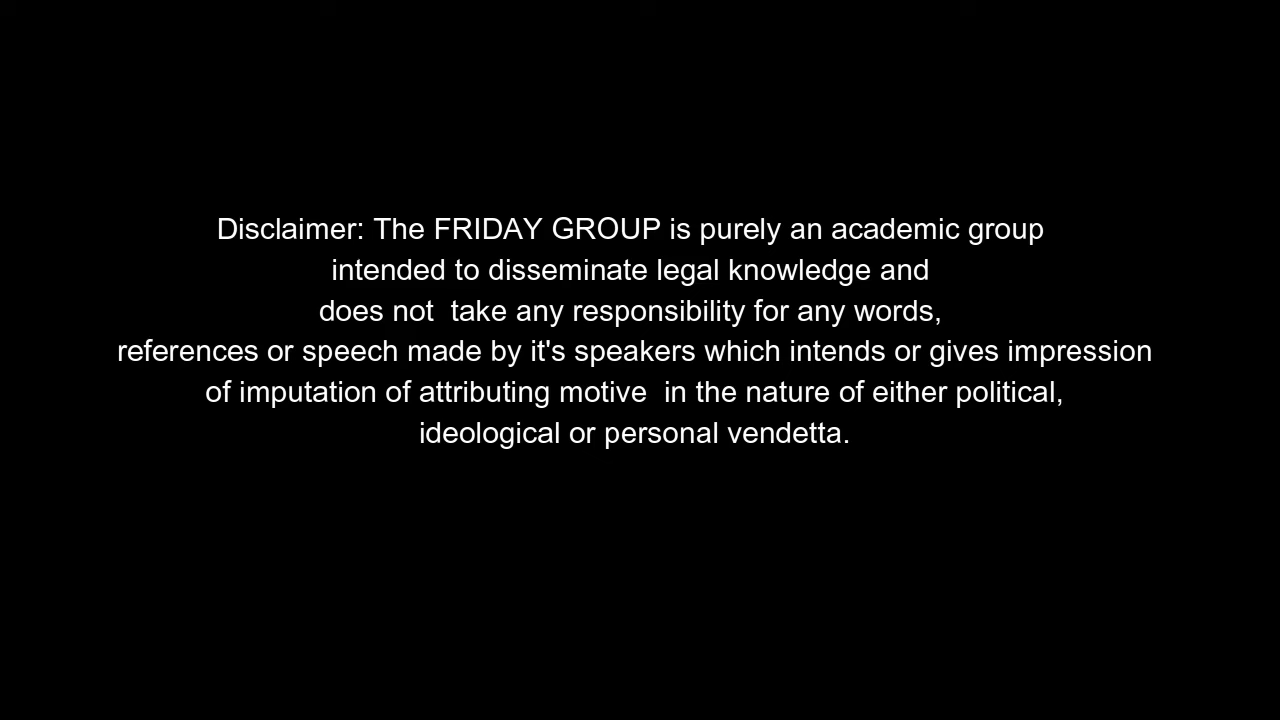 Disclaimer: The FRIDAY GROUP is purely an academic group
intended to disseminate legal knowledge and
does not  take any responsibility for any words,
references or speech made by it's speakers which intends or gives impression
of imputation of attributing motive  in the nature of either political,
ideological or personal vendetta.